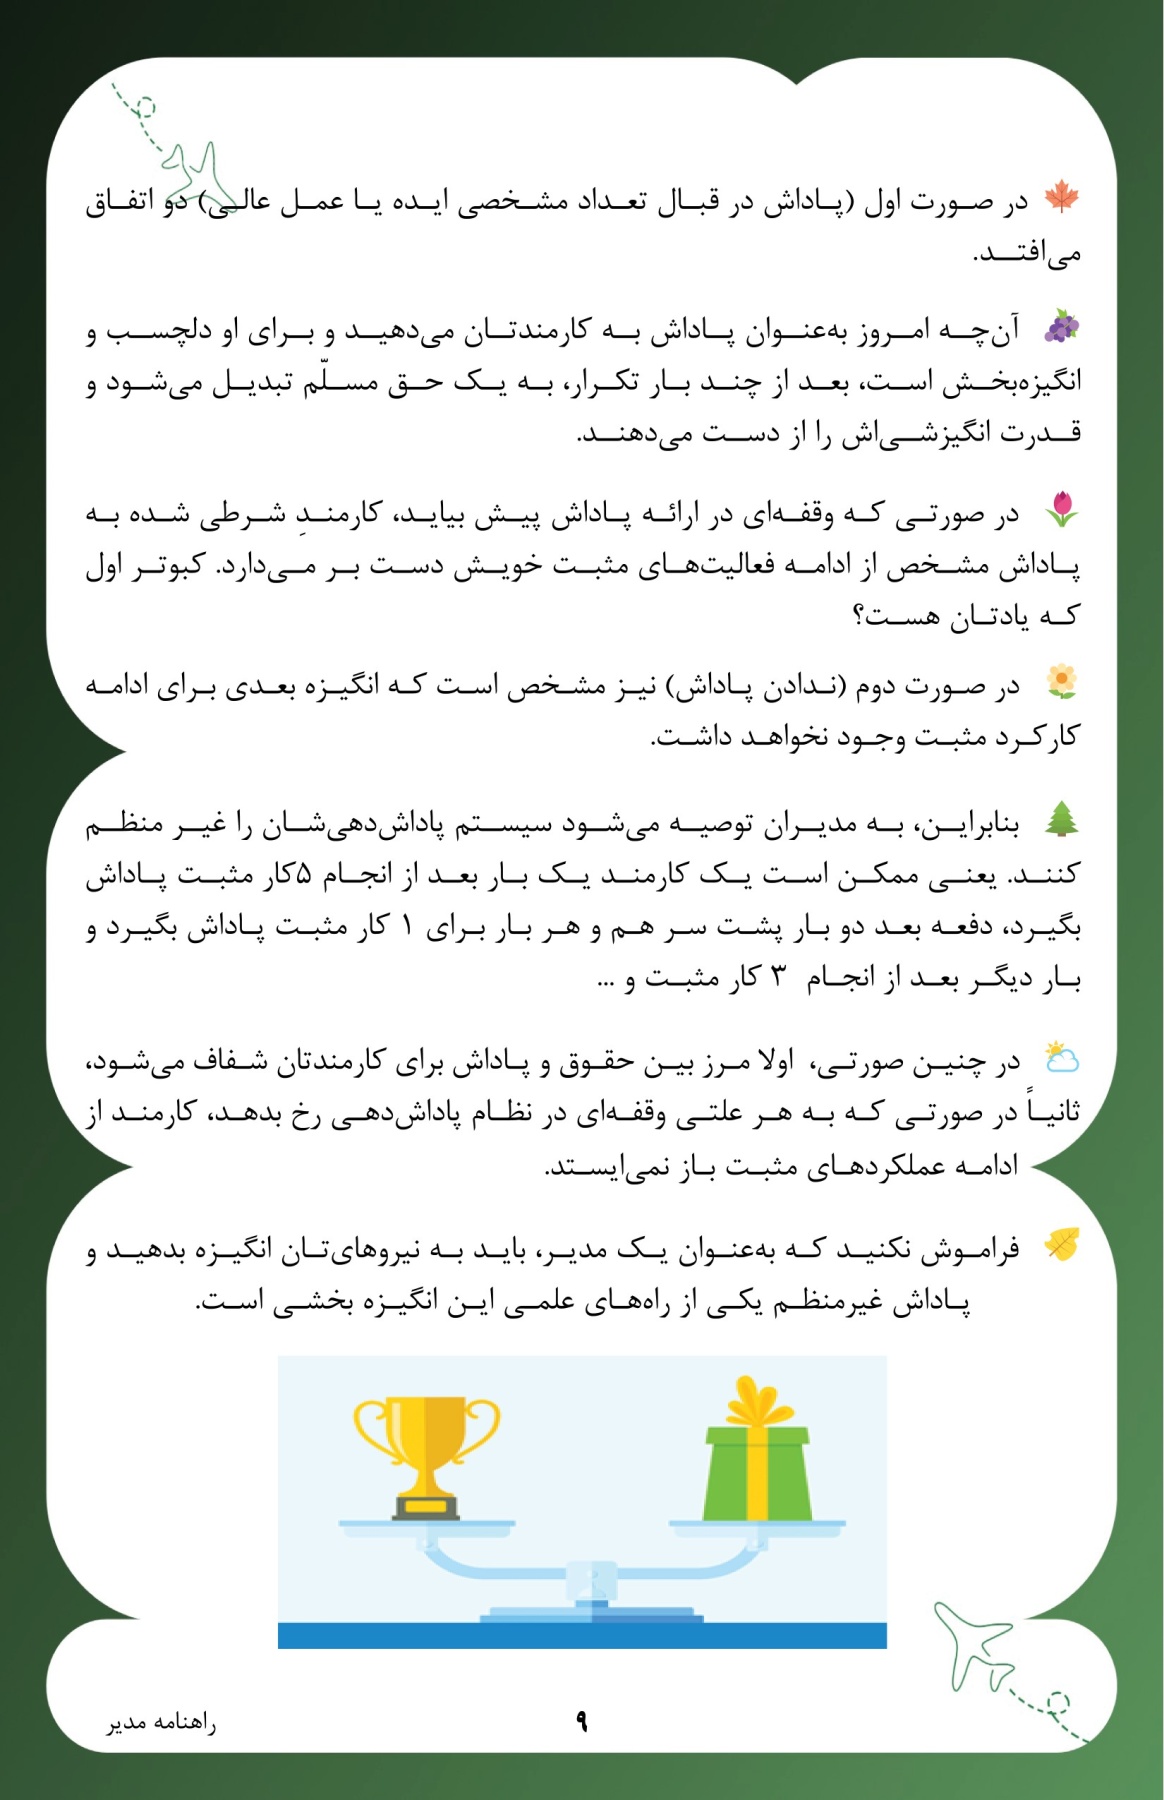 در صورت اول (پاداش در قبال تعداد مشخصی ایده یا عمل عالی) دو اتفاق
می‌افتد.
آن‌چه امروز به‌عنوان پاداش به کارمندتان می‌دهید و برای او دلچسب و
انگیزه‌بخش است، بعد از چند بار تکرار، به یک حق مسلّم تبدیل می‌شود و
قدرت انگیزشی‌اش را از دست می‌دهند.
در صورتی که وقفه‌ای در ارائه پاداش پیش بیاید، کارمندِ شرطی شده به
پاداش مشخص از ادامه فعالیت‌های مثبت خویش دست بر می‌دارد. کبوتر اول
که یادتان هست؟
در صورت دوم (ندادن پاداش) نیز مشخص است که انگیزه بعدی برای ادامه
کارکرد مثبت وجود نخواهد داشت.
بنابراین، به مدیران توصیه می‌شود سیستم پاداش‌دهی‌شان را غیر منظم
کنند. یعنی ممکن است یک کارمند یک بار بعد از انجام ۵کار مثبت پاداش
بگیرد، دفعه بعد دو بار پشت سر هم و هر بار برای ۱ کار مثبت پاداش بگیرد و
بار دیگر بعد از انجام ۳ کار مثبت و ...
در چنین صورتی، اولا مرز بین حقوق و پاداش برای کارمندتان شفاف می‌شود،
ثانیاً در صورتی که به هر علتی وقفه‌ای در نظام پاداش‌دهی رخ بدهد، کارمند از
ادامه عملکردهای مثبت باز نمی‌ایستد.
فراموش نکنید که به‌عنوان یک مدیر، باید به نیروهای‌تان انگیزه بدهید و
پاداش غیرمنظم یکی از راه‌های علمی این انگیزه بخشی است.
۹
راهنامه مدیر